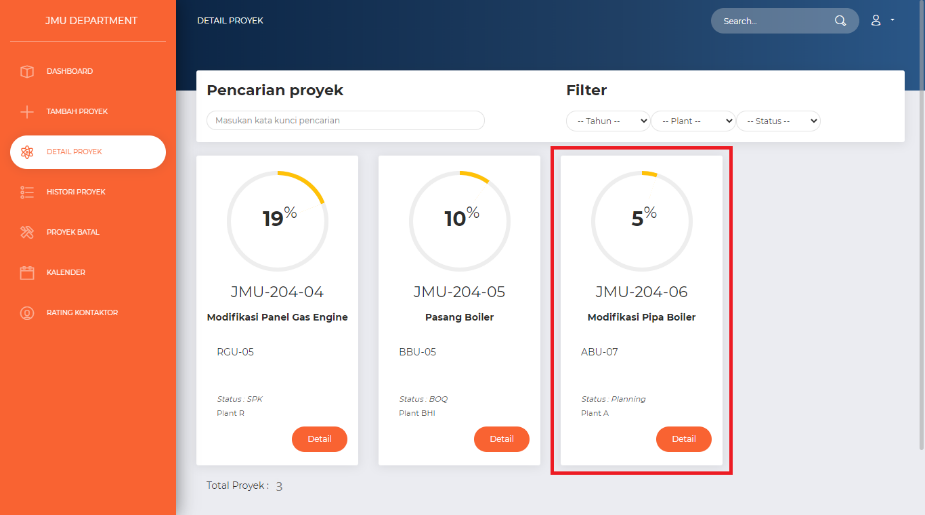 JMU DEPARTMENT
DASHBOARD
TAMBAH PROYEK
DETAIL PROYEK
HISTORI PROYEK
PROYEK BATAL
KALENDER
RATING KONTAKTOR
DETAIL PROYEK
Search...
Pencarian proyek
Masukan kata kunci pencarian
Filter
-- Tahun -- -- Plant -- -- Status --
19%
JMU-204-04
Modifikasi Panel Gas Engine
RGU-05
Status : SPK
Plant R
Detail
10%
JMU-204-05
Pasang Boiler
BBU-05
Status : BOQ
Plant BHI
Detail
5%
JMU-204-06
Modifikasi Pipa Boiler
ABU-07
Status : Planning
Plant A
Detail
Total Proyek : 3